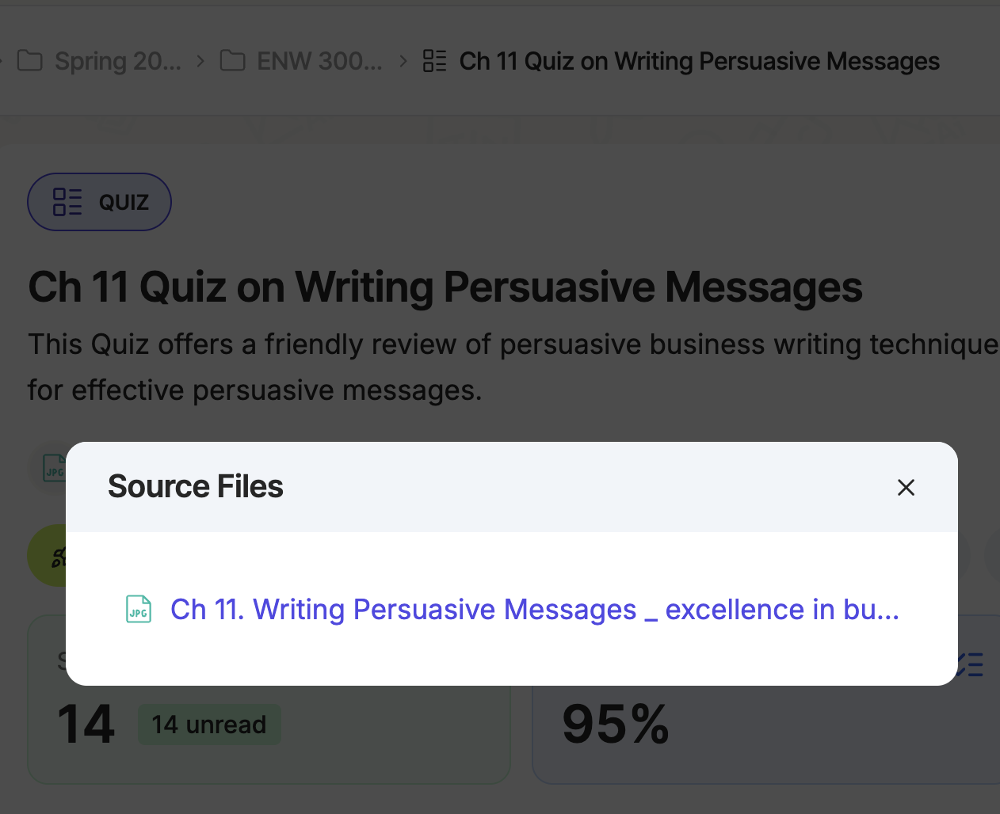 Spring 20... > ENW 300... > Ch 11 Quiz on Writing Persuasive Messages
QUIZ
Ch 11 Quiz on Writing Persuasive Messages
This Quiz offers a friendly review of persuasive business writing technique
for effective persuasive messages.
JPG
Source Files
JPG Ch 11. Writing Persuasive Messages _ excellence in bu...
14 14 unread 95%